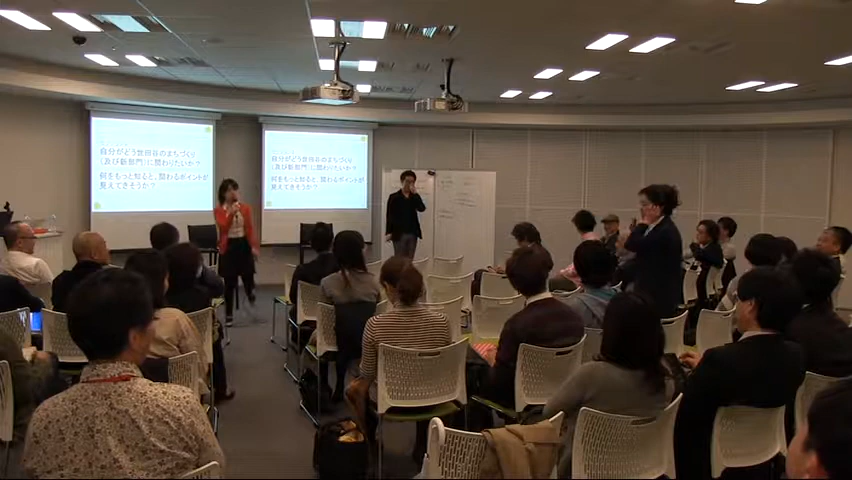 自分がどう世田谷のまちづくり
（及び新部門）に関わりたいか？
何をもっと知ると、関わるポイントが
見えてきそうか？
自分がどう世田谷のまちづくり
（及び新部門）に関わりたいか？
何をもっと知ると、関わるポイントが
見えてきそうか？